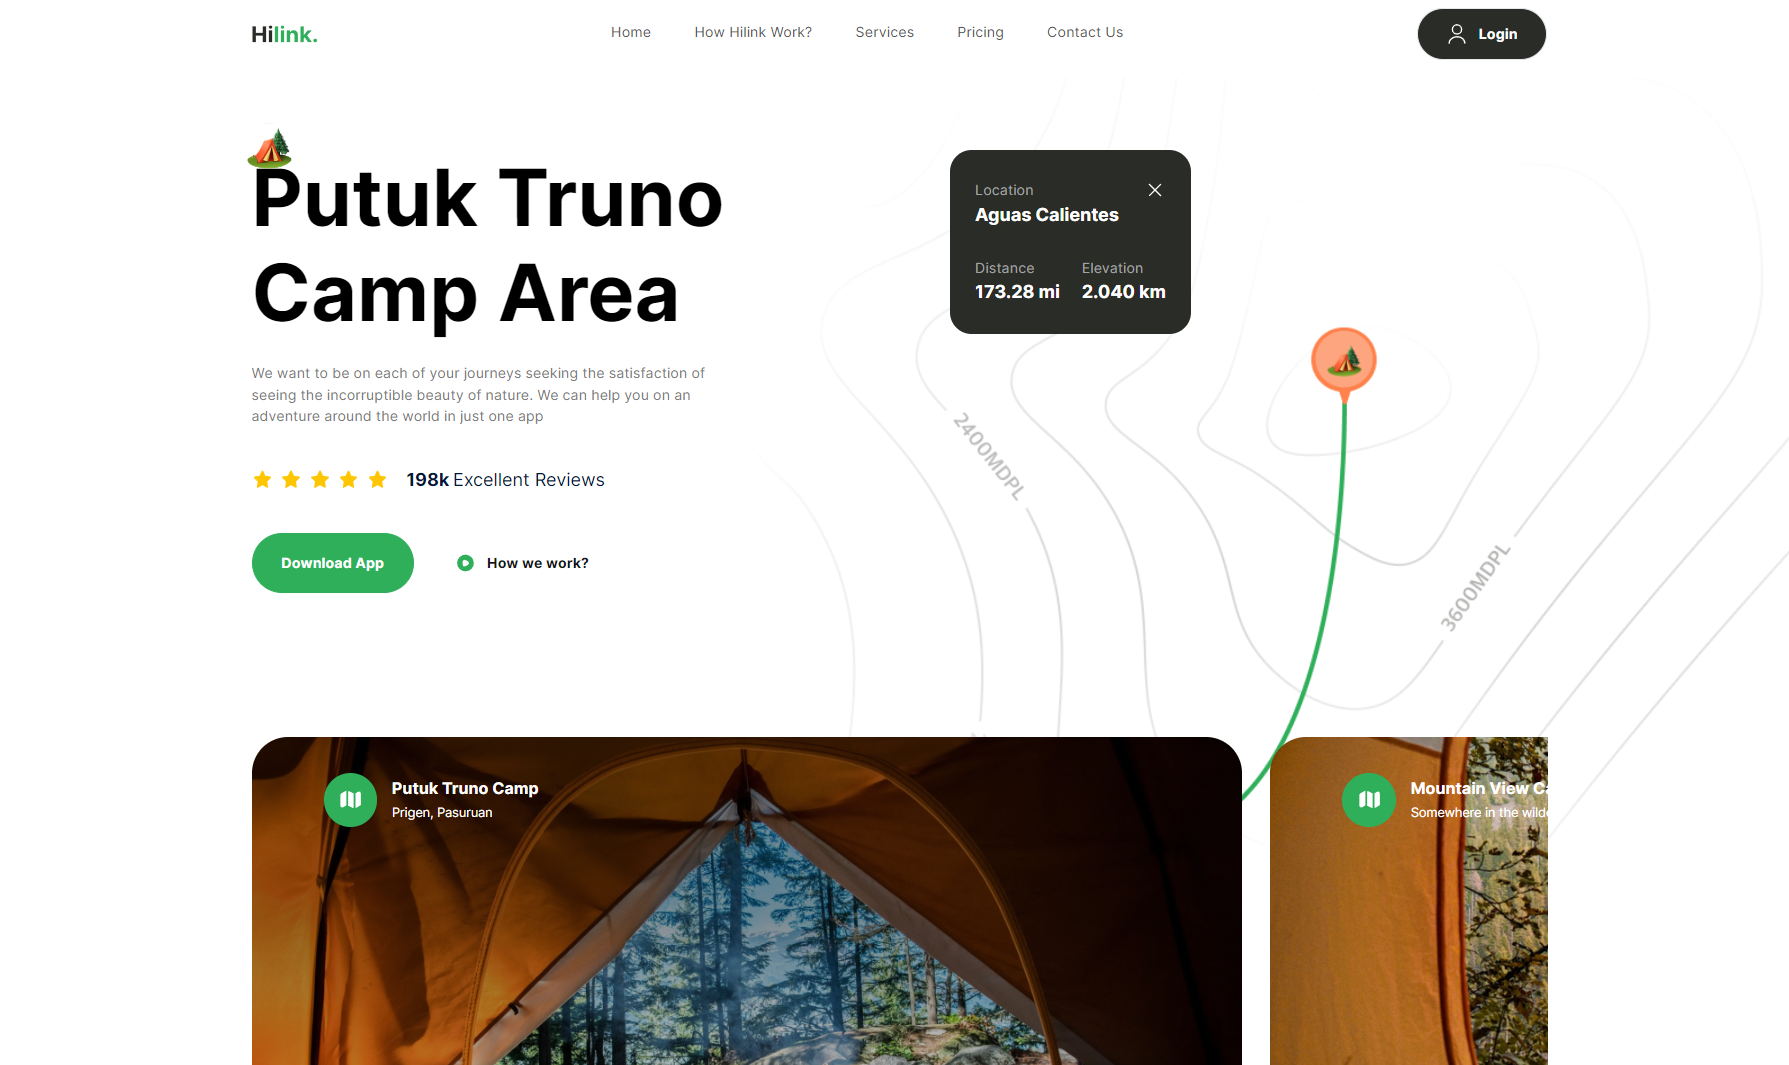 Hilink.
Home
How Hilink Work?
Services
Pricing
Contact Us
Login
Putuk Truno
Camp Area
We want to be on each of your journeys seeking the satisfaction of
seeing the incorruptible beauty of nature. We can help you on an
adventure around the world in just one app
198k Excellent Reviews
Download App
How we work?
Location
Aguas Calientes
Distance
Elevation
173.28 mi
2.040 km
2400MDPL
3600MDPL
Putuk Truno Camp
Prigen, Pasuruan
Mountain View
Somewhere in the